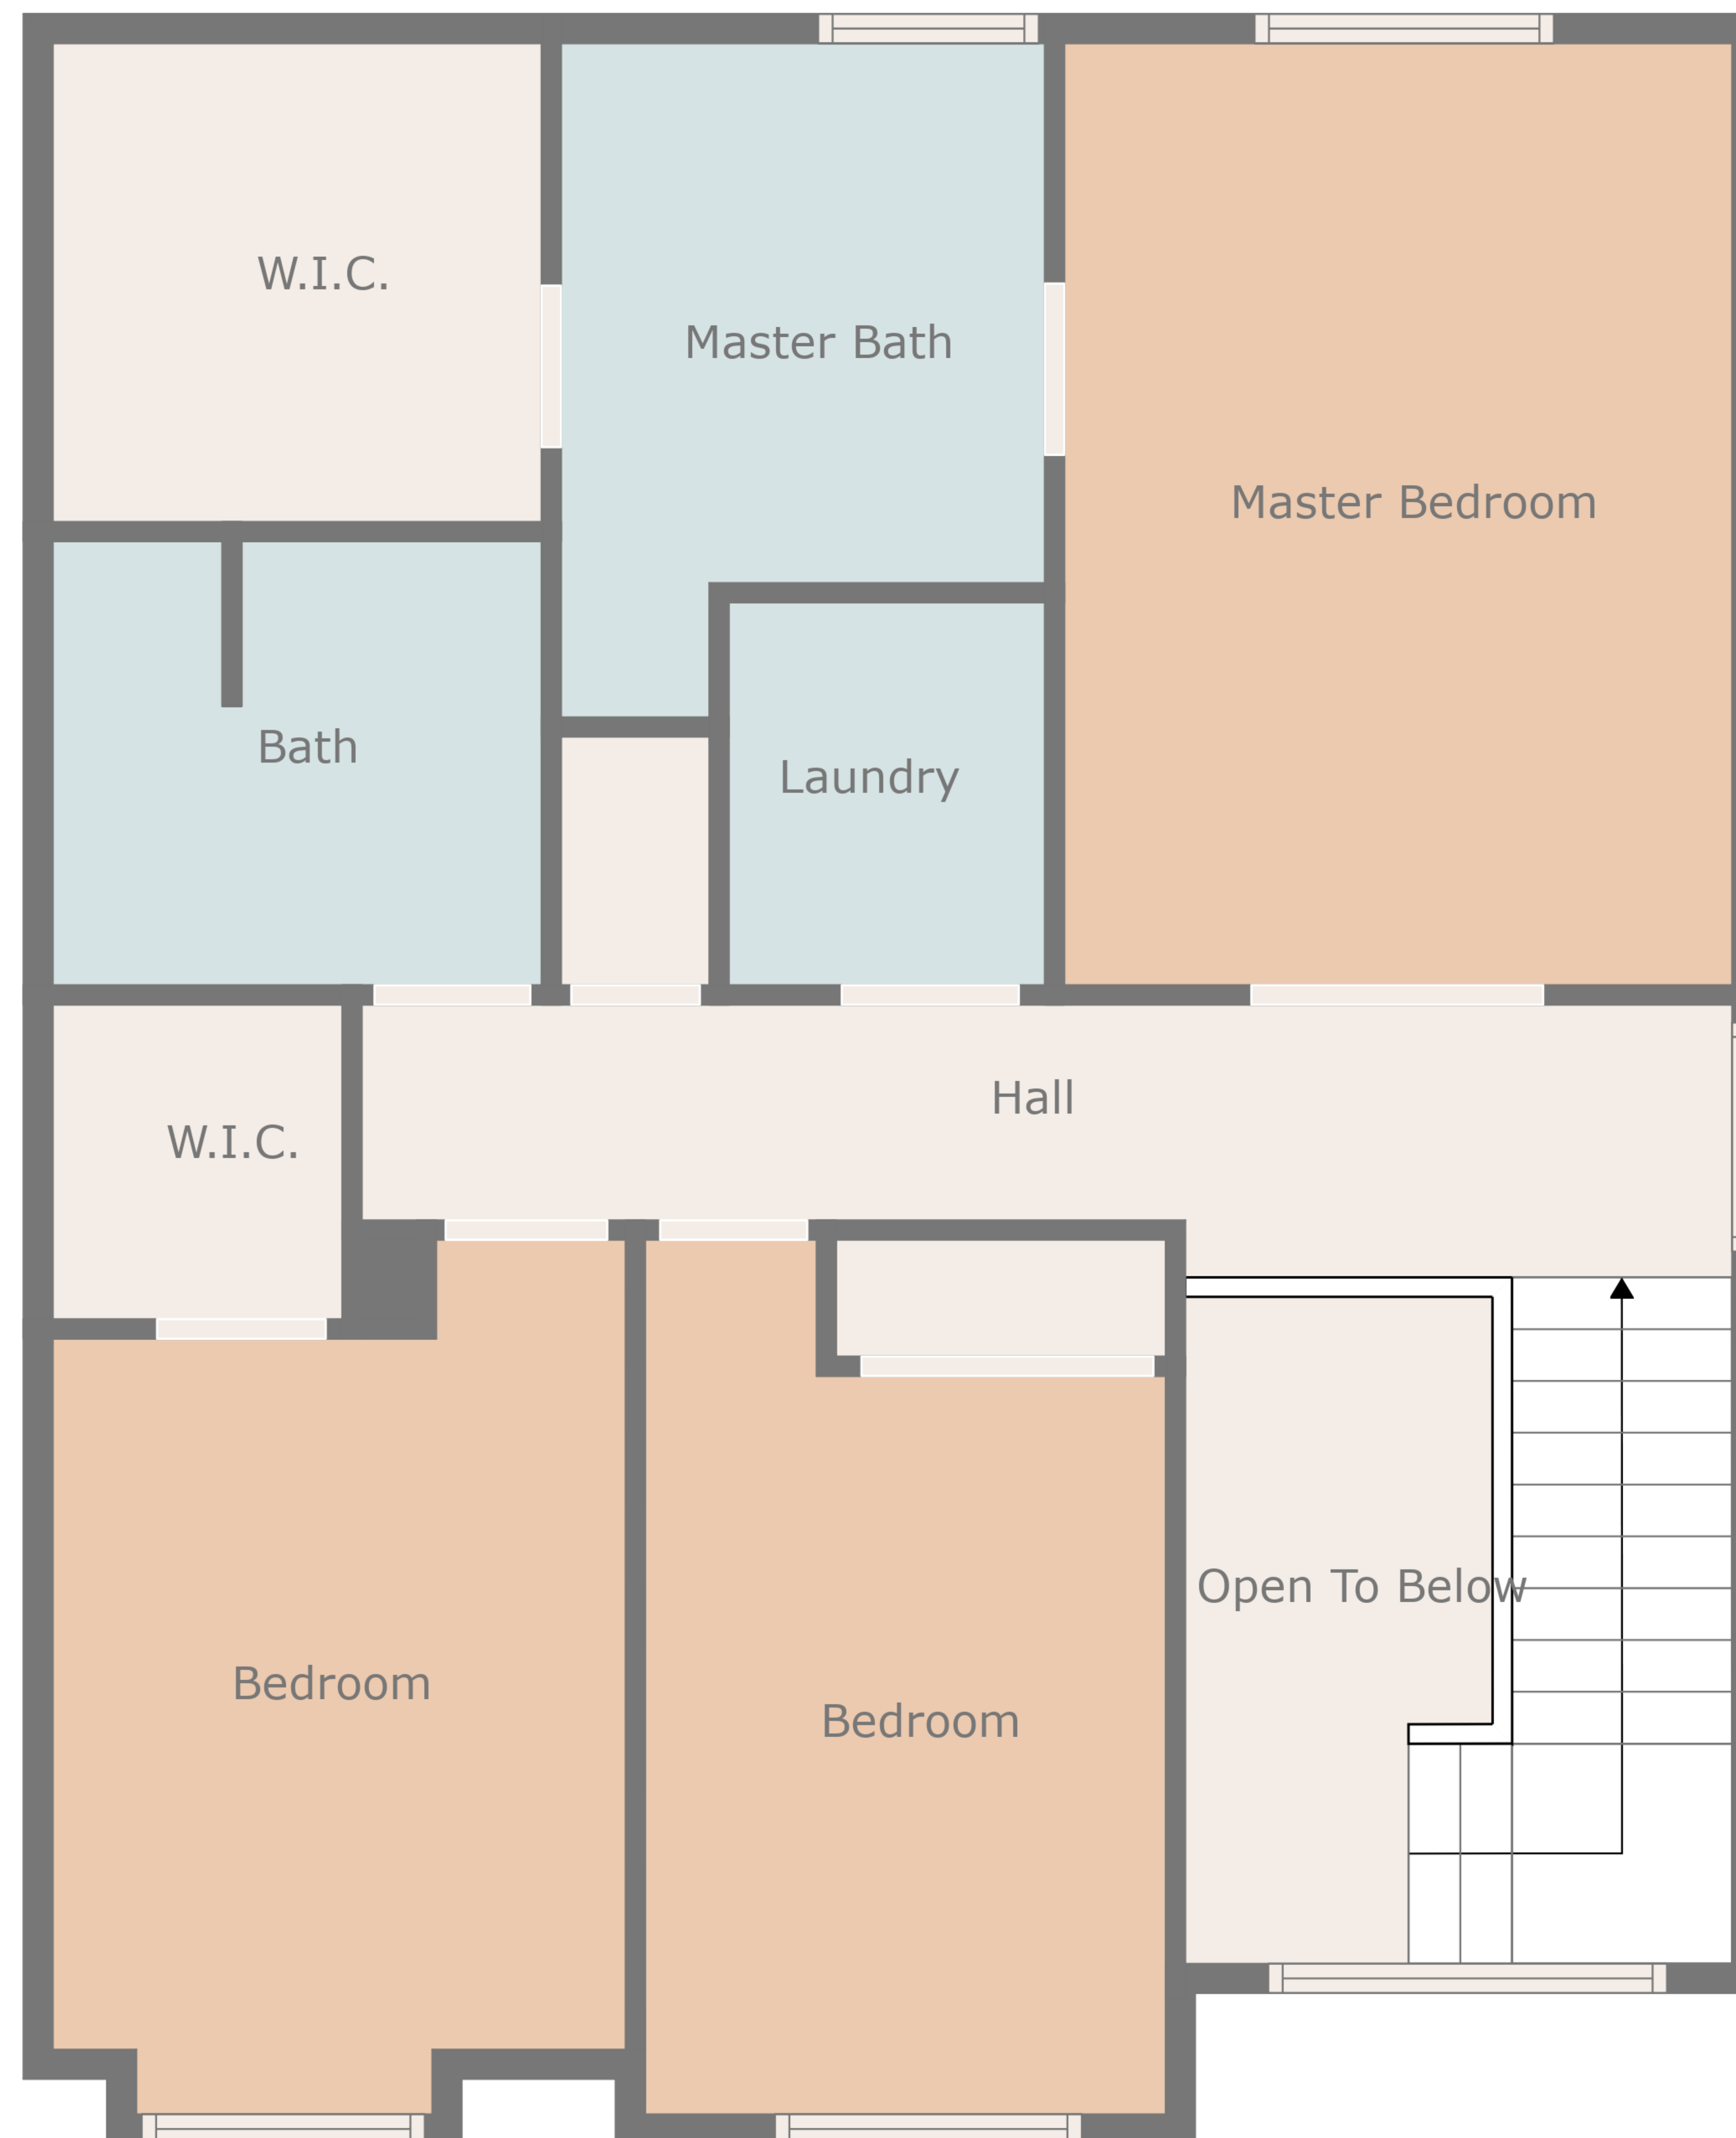 W.I.C.
Master Bath
Master Bedroom
Bath
Laundry
Hall
W.I.C.
Open To Below
Bedroom
Bedroom